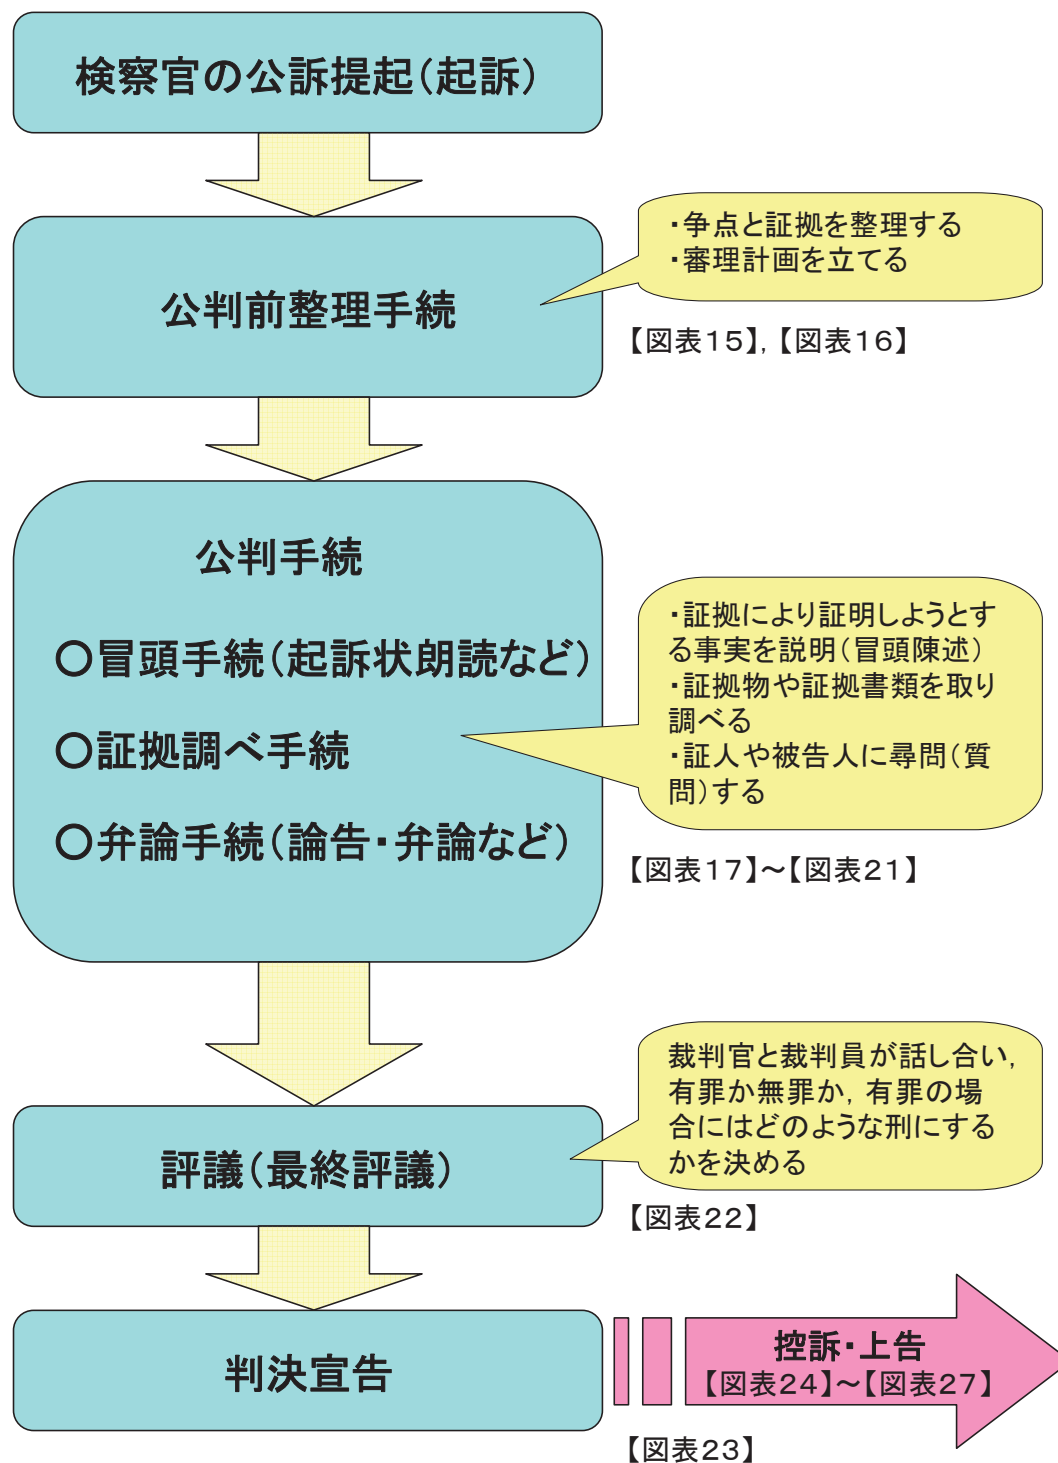 検察官の公訴提起(起訴)
公判前整理手続
・争点と証拠を整理する
・審理計画を立てる
【図表15】,【図表16】
公判手続
○冒頭手続(起訴状朗読など)
○証拠調べ手続
○弁論手続(論告・弁論など)
・証拠により証明しようとす
る事実を説明(冒頭陳述)
・証拠物や証拠書類を取り
調べる
・証人や被告人に尋問(質
問)する
【図表17】～【図表21】
評議(最終評議)
裁判官と裁判員が話し合い,
有罪か無罪か, 有罪の場
合にはどのような刑にする
かを決める
【図表22】
判決宣告
控訴・上告
【図表24】～【図表27】
【図表23】